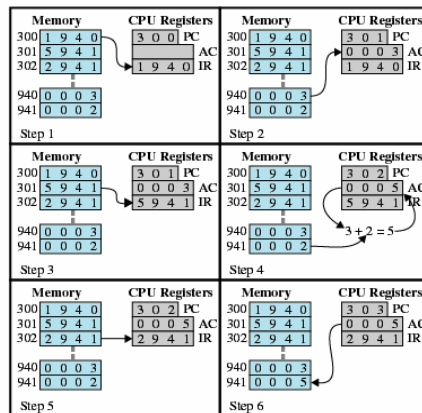 Memory CPU Registers
300 1 9 4 0 3 0 0 PC
301 5 9 4 1 AC
302 2 9 4 1 1 9 4 0 IR
940 0 0 0 3
941 0 0 0 2
Step 1
Memory CPU Registers
300 1 9 4 0 3 0 1 PC
301 5 9 4 1 0 0 0 3 AC
302 2 9 4 1 1 9 4 0 IR
940 0 0 0 3
941 0 0 0 2
Step 2
Memory CPU Registers
300 1 9 4 0 3 0 1 PC
301 5 9 4 1 0 0 0 3 AC
302 2 9 4 1 5 9 4 1 IR
940 0 0 0 3
941 0 0 0 2
Step 3
Memory CPU Registers
300 1 9 4 0 3 0 2 PC
301 5 9 4 1 0 0 0 5 AC
302 2 9 4 1 5 9 4 1 IR
940 0 0 0 3 3 + 2 = 5
941 0 0 0 2
Step 4
Memory CPU Registers
300 1 9 4 0 3 0 2 PC
301 5 9 4 1 0 0 0 5 AC
302 2 9 4 1 2 9 4 1 IR
940 0 0 0 3
941 0 0 0 2
Step 5
Memory CPU Registers
300 1 9 4 0 3 0 3 PC
301 5 9 4 1 0 0 0 5 AC
302 2 9 4 1 2 9 4 1 IR
940 0 0 0 3
941 0 0 0 5
Step 6